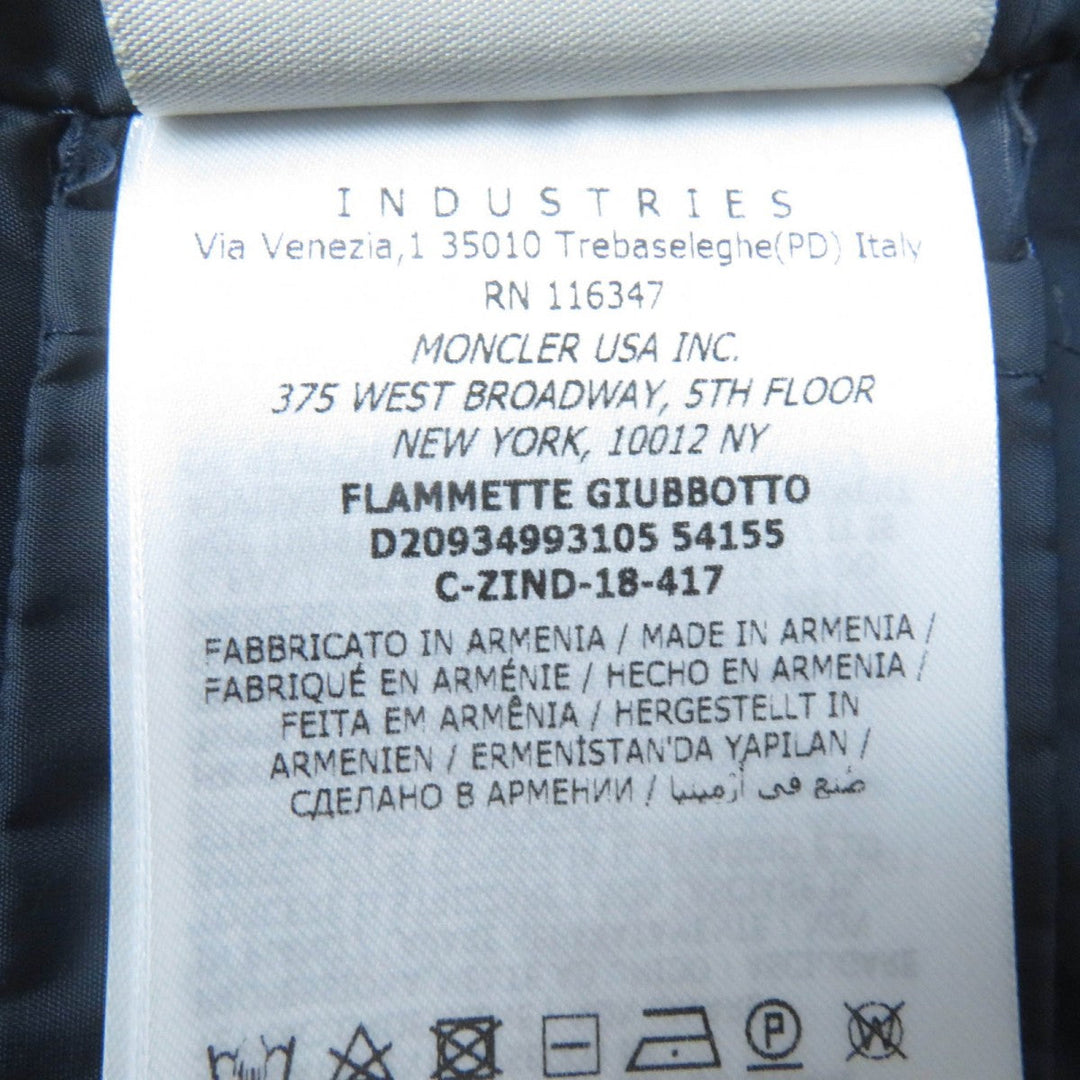 INDUSTRIES
Via Venezia,1 35010 Trebaseleghe(PD) Italy
RN 116347
MONCLER USA INC.
375 WEST BROADWAY, 5TH FLOOR
NEW YORK, 10012 NY
FLAMMETTE GIUBBOTTO
D20934993105 54155
C-ZIND-18-417
FABBRICATO IN ARMENIA / MADE IN ARMENIA /
FABRIQUÉ EN ARMÉNIE / HECHO EN ARMENIA /
FEITA EM ARMÊNIA / HERGESTELLT IN
ARMENIEN / ERMENİSTAN'DA YAPILAN /
СДЕЛАНО В АРМЕНИИ / صُنع في أرمينيا
P W